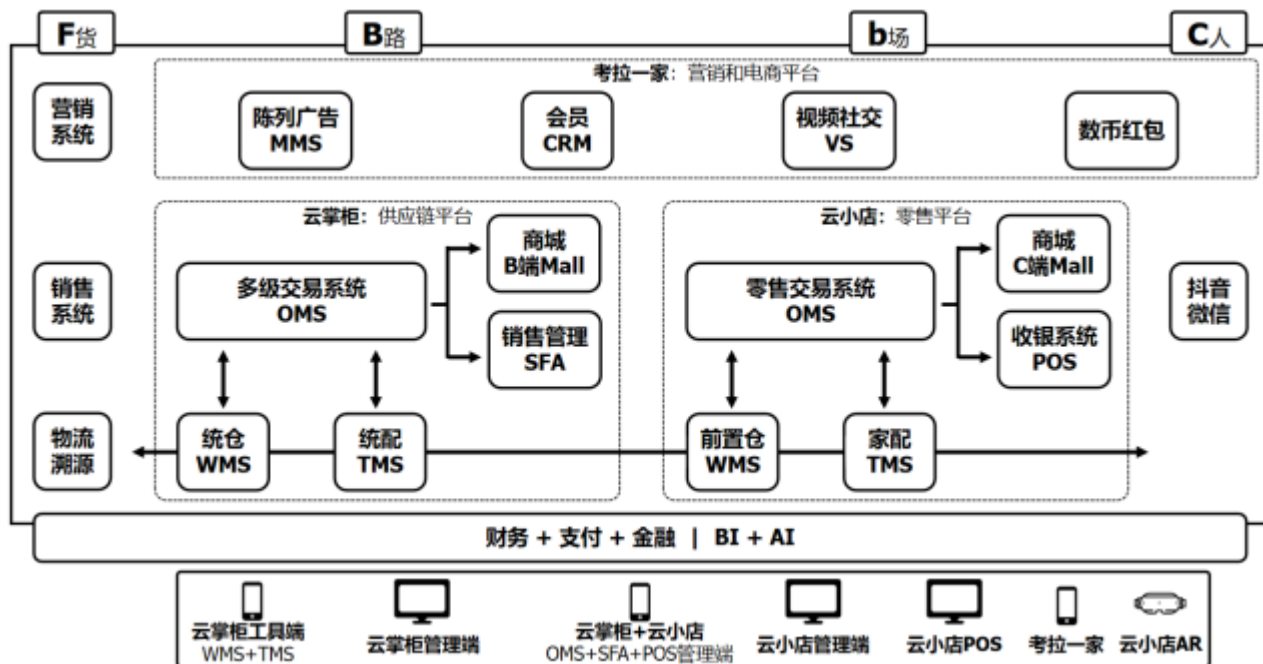 F货
B路
b场
C人
考拉一家：营销和电商平台
营销
系统
陈列广告
MMS
会员
CRM
视频社交
VS
数币红包
云掌柜：供应链平台
云小店：零售平台
销售
系统
多级交易系统
OMS
商城
B端Mall
销售管理
SFA
零售交易系统
OMS
商城
C端Mall
收银系统
POS
抖音
微信
物流
溯源
统仓
WMS
统配
TMS
前置仓
WMS
家配
TMS
财务 + 支付 + 金融 | BI + AI
云掌柜工具端
WMS+TMS
云掌柜管理端
云掌柜+云小店
OMS+SFA+POS管理端
云小店管理端
云小店POS
考拉一家
云小店AR